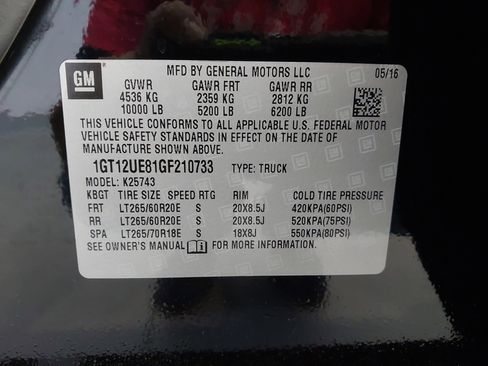 GM
MFD BY GENERAL MOTORS LLC 05/16
GVWR GAWR FRT GAWR RR
4536 KG 2359 KG 2812 KG
10000 LB 5200 LB 6200 LB
THIS VEHICLE CONFORMS TO ALL APPLICABLE U.S. FEDERAL MOTOR
VEHICLE SAFETY STANDARDS IN EFFECT ON THE DATE OF
MANUFACTURE SHOWN ABOVE.
1GT12UE81GF210733 TYPE: TRUCK
MODEL: K25743
KBGT TIRE SIZE SPEED RTG RIM COLD TIRE PRESSURE
FRT LT265/60R20E S 20X8.5J 420KPA(60PSI)
RR LT265/60R20E S 20X8.5J 520KPA(75PSI)
SPA LT265/70R18E S 18X8J 550KPA(80PSI)
SEE OWNER'S MANUAL FOR MORE INFORMATION